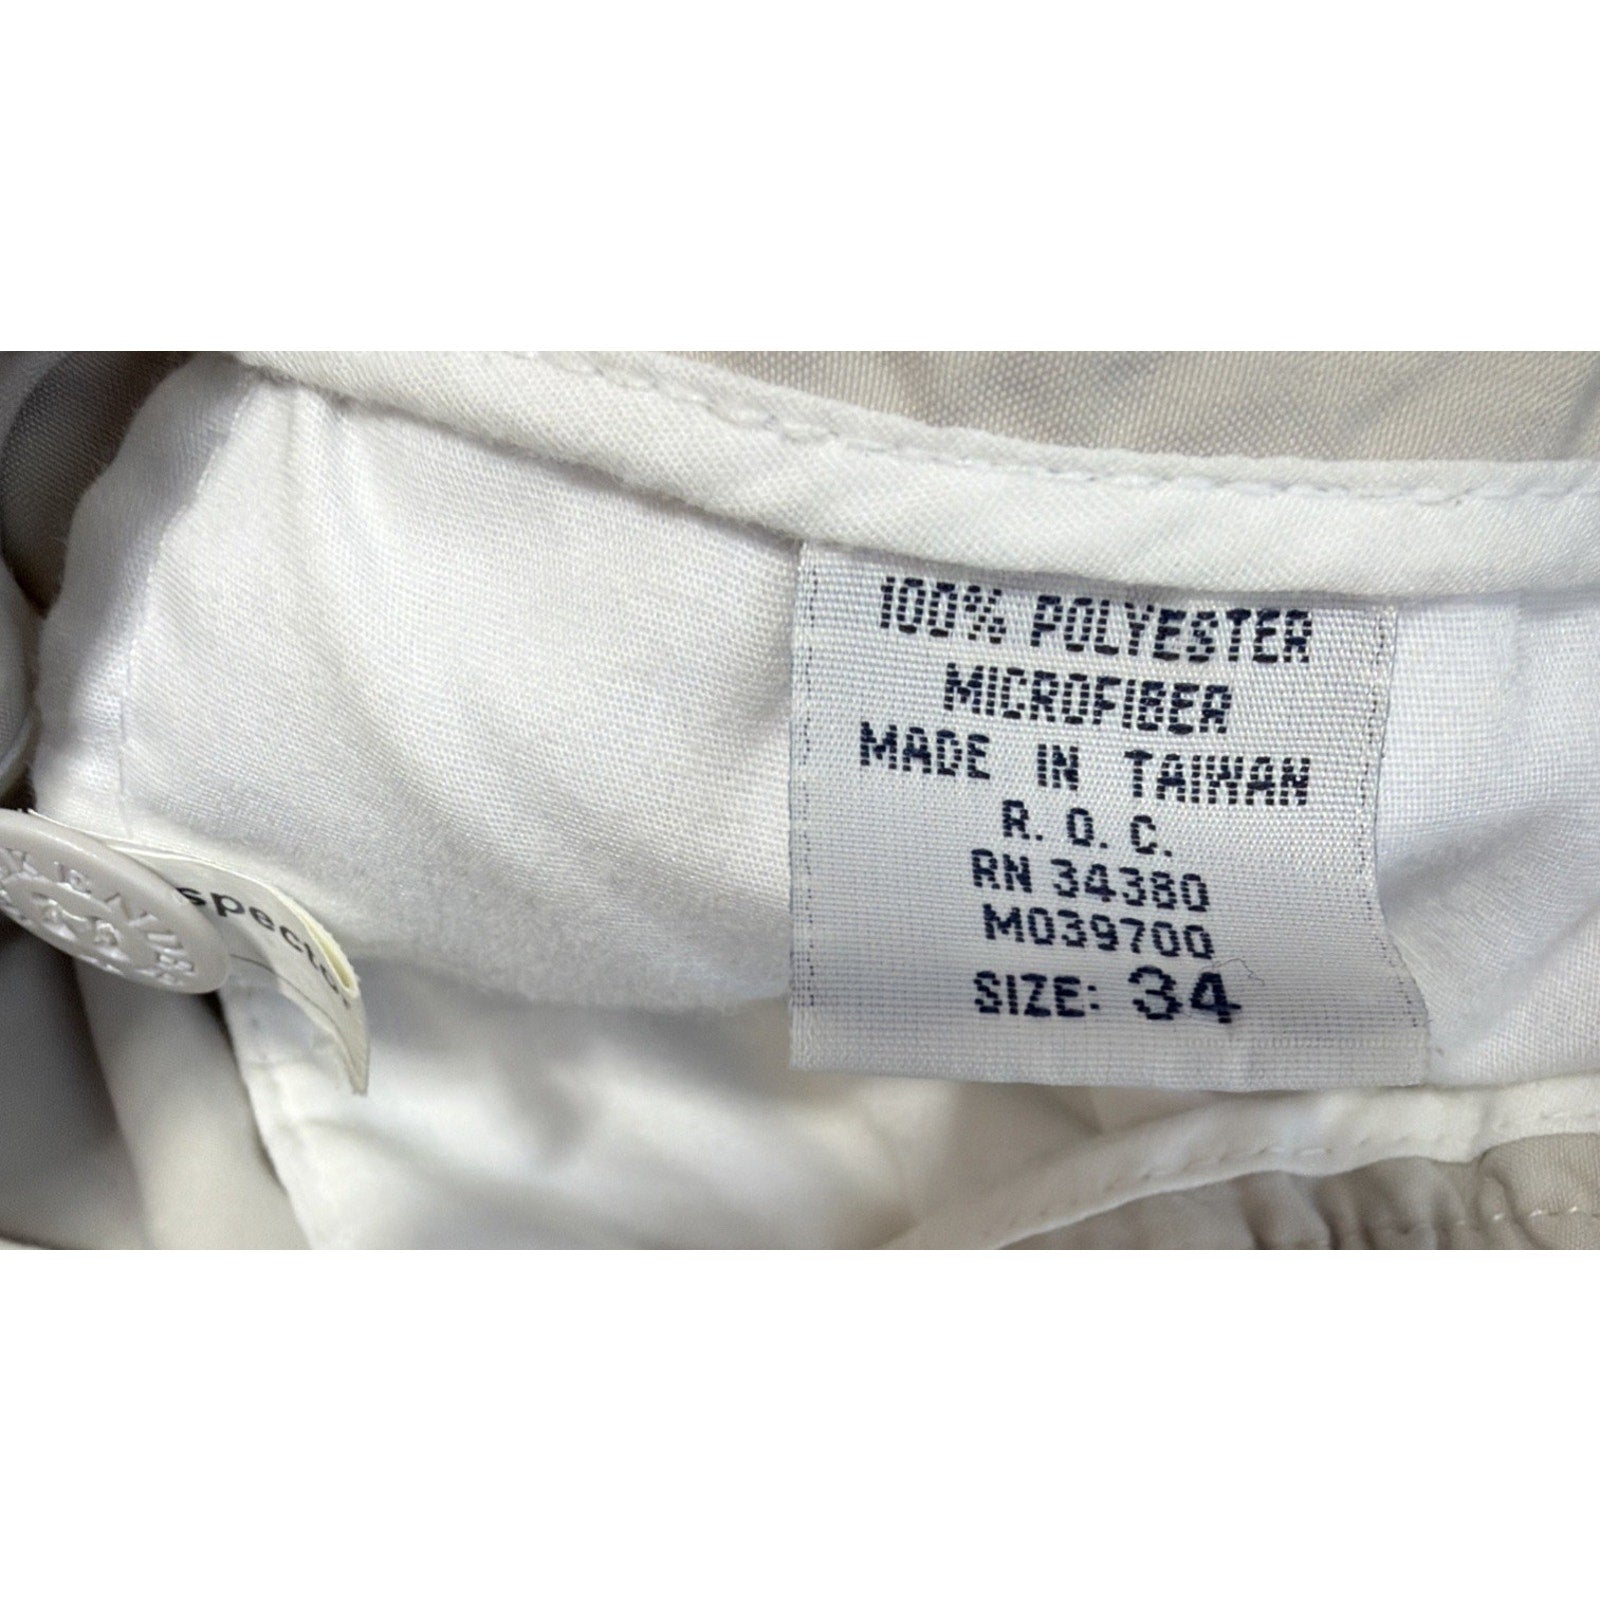 100% POLYESTER
MICROFIBER
MADE IN TAIWAN
R. O. C.
RN 34380
M039700
SIZE: 34